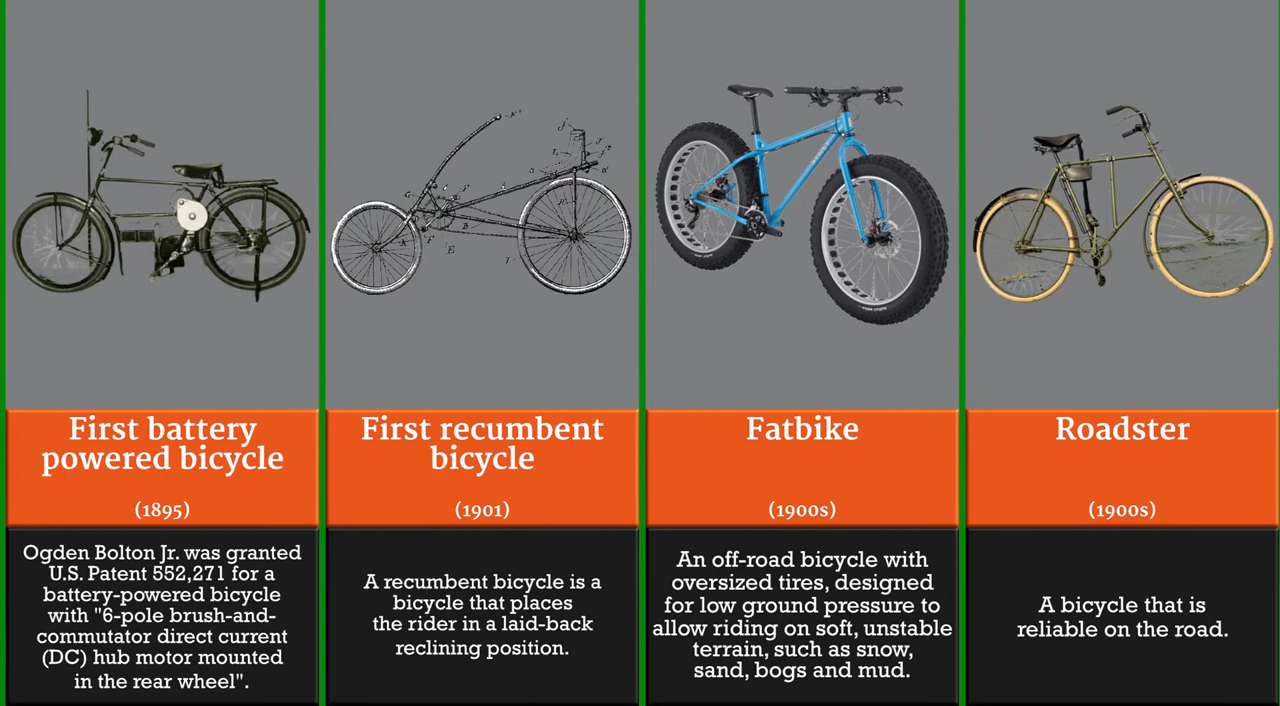 First battery
powered bicycle
(1895)
Ogden Bolton Jr. was granted
U.S. Patent 552,271 for a
battery-powered bicycle
with "6-pole brush-and-
commutator direct current
(DC) hub motor mounted
in the rear wheel".
First recumbent
bicycle
(1901)
A recumbent bicycle is a
bicycle that places
the rider in a laid-back
reclining position.
Fatbike
(1900s)
An off-road bicycle with
oversized tires, designed
for low ground pressure to
allow riding on soft, unstable
terrain, such as snow,
sand, bogs and mud.
Roadster
(1900s)
A bicycle that is
reliable on the road.